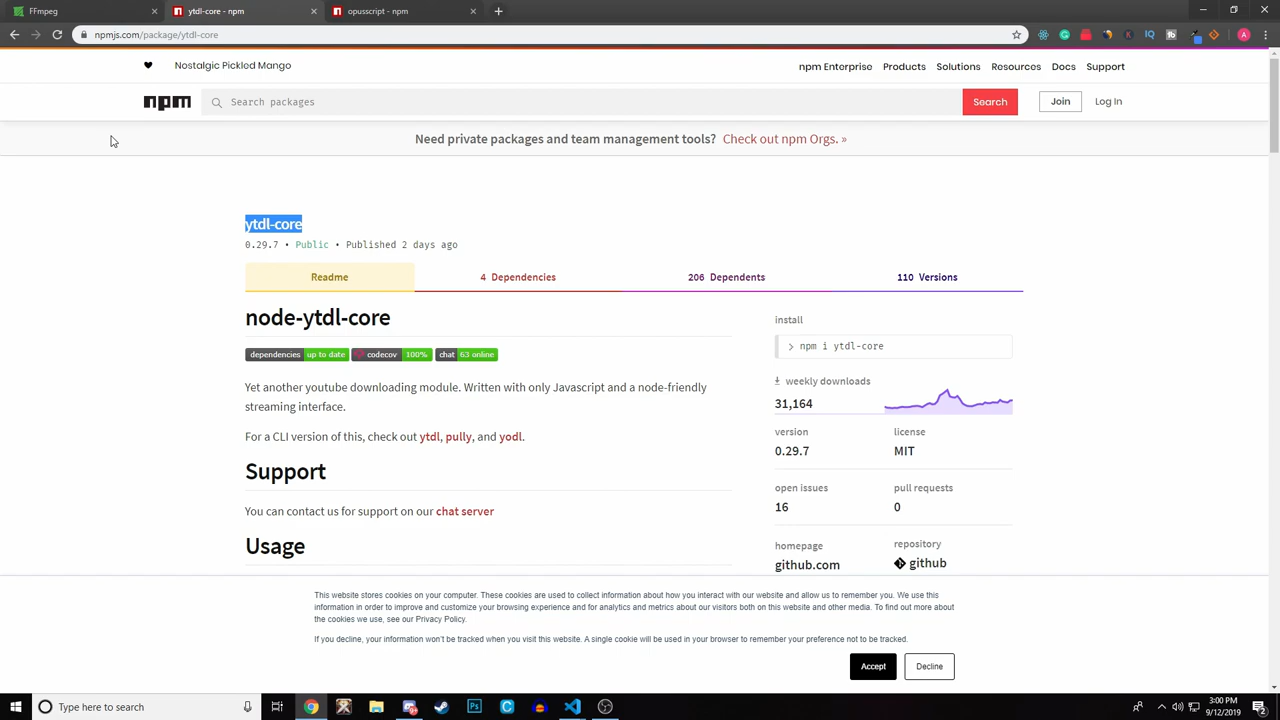 FFmpeg
ytdl-core - npm
opusscript - npm
npmjs.com/package/ytdl-core
Nostalgic Pickled Mango
npm Enterprise
Products
Solutions
Resources
Docs
Support
npm
Search packages
Search
Join
Log In
Need private packages and team management tools? Check out npm Orgs. »
ytdl-core
0.29.7 • Public • Published 2 days ago
Readme
4 Dependencies
206 Dependents
110 Versions
node-ytdl-core
dependencies up to date
codecov 100%
chat 63 online
Yet another youtube downloading module. Written with only Javascript and a node-friendly
streaming interface.
For a CLI version of this, check out ytdl, pully, and yodl.
Support
You can contact us for support on our chat server
Usage
install
> npm i ytdl-core
weekly downloads
31,164
version
license
0.29.7
MIT
open issues
pull requests
16
0
homepage
repository
github.com
github
This website stores cookies on your computer. These cookies are used to collect information about how you interact with our website and allow us to remember you. We use this
information in order to improve and customize your browsing experience and for analytics and metrics about our visitors both on this website and other media. To find out more about
the cookies we use, see our Privacy Policy.
If you decline, your information won't be tracked when you visit this website. A single cookie will be used in your browser to remember your preference not to be tracked.
Accept
Decline
Type here to search
3:00 PM
9/12/2019